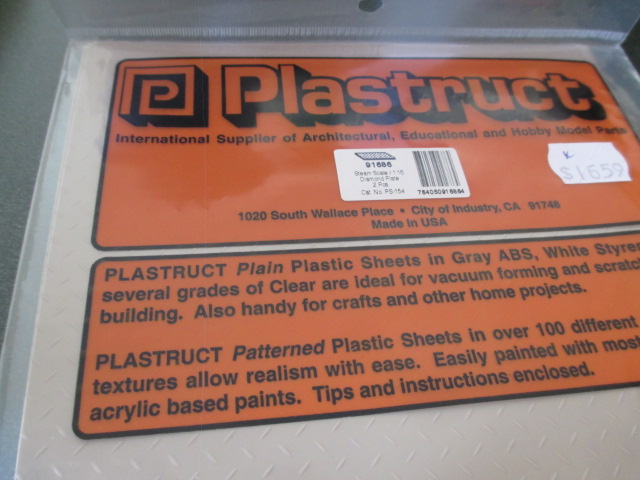 Plastruct
International Supplier of Architectural, Educational and Hobby Model Parts
91686
Steam Scale / 1:16
Diamond Plate
2 Pcs
Cat. No. PS-154
764050916864
$1659
1020 South Wallace Place • City of Industry, CA 91748
Made in USA
PLASTRUCT Plain Plastic Sheets in Gray ABS, White Styrene
several grades of Clear are ideal for vacuum forming and scratch
building. Also handy for crafts and other home projects.
PLASTRUCT Patterned Plastic Sheets in over 100 different
textures allow realism with ease. Easily painted with most
acrylic based paints. Tips and instructions enclosed.